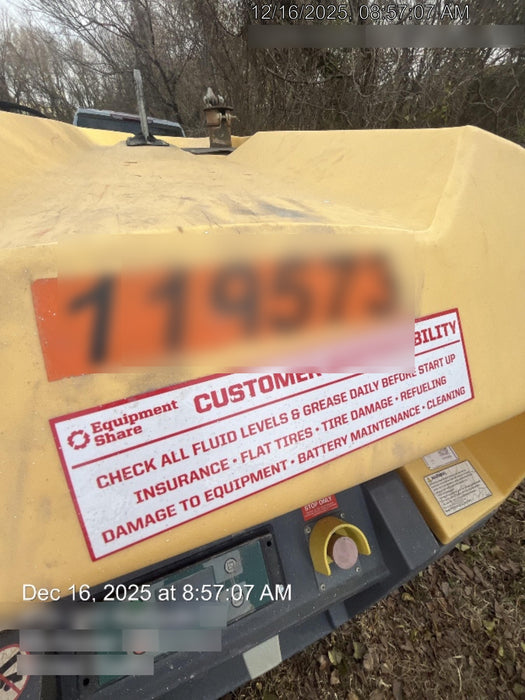 12/16/2025, 08:57:07 AM
Equipment
Share
CUSTOMER
BILITY
CHECK ALL FLUID LEVELS & GREASE DAILY BEFORE START UP
INSURANCE • FLAT TIRES • TIRE DAMAGE • REFUELING
DAMAGE TO EQUIPMENT • BATTERY MAINTENANCE • CLEANING
STOP ONLY
Dec 16, 2025 at 8:57:07 AM